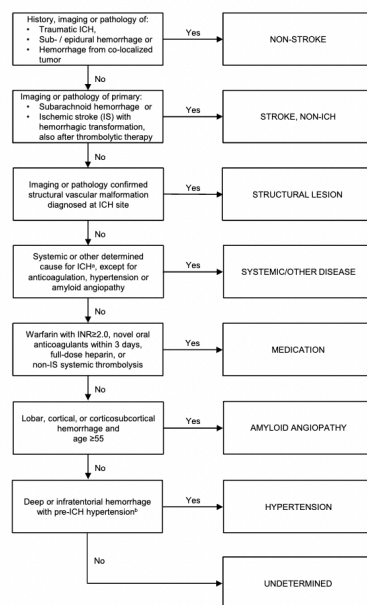 History, imaging or pathology of:
• Traumatic ICH,
• Sub- / epidural hemorrhage or
• Hemorrhage from co-localized
tumor
Yes
NON-STROKE
No
Imaging or pathology of primary:
• Subarachnoid hemorrhage or
• Ischemic stroke (IS) with
hemorrhagic transformation,
also after thrombolytic therapy
Yes
STROKE, NON-ICH
No
Imaging or pathology confirmed
structural vascular malformation
diagnosed at ICH site
Yes
STRUCTURAL LESION
No
Systemic or other determined
cause for ICHᵃ, except for
anticoagulation, hypertension or
amyloid angiopathy
Yes
SYSTEMIC/OTHER DISEASE
No
Warfarin with INR≥2.0, novel oral
anticoagulants within 3 days,
full-dose heparin, or
non-IS systemic thrombolysis
Yes
MEDICATION
No
Lobar, cortical, or corticosubcortical
hemorrhage and
age ≥55
Yes
AMYLOID ANGIOPATHY
No
Deep or infratentorial hemorrhage
with pre-ICH hypertensionᵇ
Yes
HYPERTENSION
No
UNDETERMINED